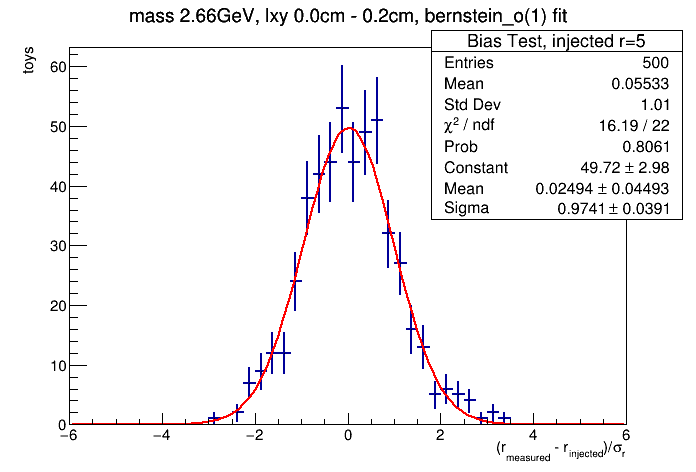 mass 2.66GeV, lxy 0.0cm - 0.2cm, bernstein_o(1) fit
toys
Bias Test, injected r=5
Entries 500
Mean 0.05533
Std Dev 1.01
χ² / ndf 16.19 / 22
Prob 0.8061
Constant 49.72 ± 2.98
Mean 0.02494 ± 0.04493
Sigma 0.9741 ± 0.0391
60
50
40
30
20
10
0
−6 −4 −2 0 2 4 6
(r_measured - r_injected)/σ_r